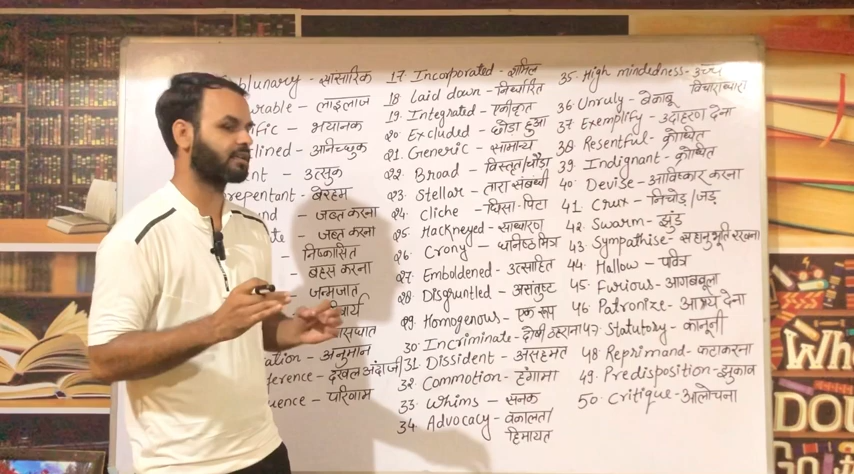 blunary - सांसारिक
rable - लाइलाज
fic - भयानक
clined - अनिच्छुक
nt - उत्सुक
repentant - बेरहम
nd - जब्त करना
te - जब्त करना
- निष्कासित
- बहस करना
- जन्मजात
ation - अनुमान
ference - दखल अंदाजी
uence - परिणाम
17 Incorporated - शामिल
18 Laid down - निर्धारित
19. Integrated - एकीकृत
20. Excluded - छोडा हुआ
21. Generic - सामान्य
22. Broad - विस्तृत/चौडा
23. Stellar - तारा संबंधी
24. Cliche - घिसा-पिटा
25. Hackneyed - साधारण
26. Crony - घनिष्ठ मित्र
27. Emboldened - उत्साहित
28. Disgruntled - असंतुष्ट
29. Homogenous - एक रूप
30. Incriminate - दोषी ठहराना
31. Dissident - असहमत
32. Commotion - हंगामा
33. Whims - सनक
34. Advocacy - वकालत/
हिमायत
35. High mindedness - उच्च
विचारधारा
36 Unruly - बेकाबू
37 Exemplify - उदाहरण देना
38 Resentful - क्रोधित
39. Indignant - क्रोधित
40. Devise - आविष्कार करना
41. Crux - निचोड़/जड़
42. Swarm - झुंड
43. Sympathise - सहानुभूति रखना
44. Hallow - पवित्र
45. Furious - आगबबूला
46. Patronize - आश्रय देना
47. Statutory - कानूनी
48 Reprimand - फटकारना
49. Predisposition - झुकाव
50. Critique - आलोचना
Wh
DOU
Go